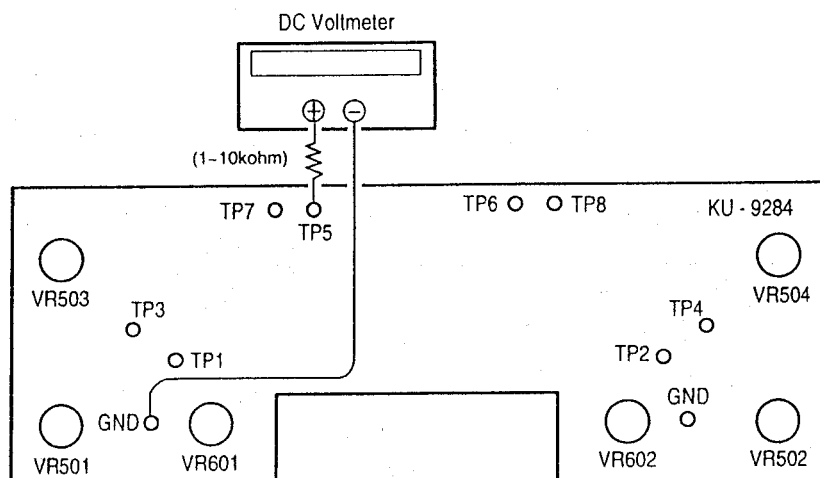 DC Voltmeter
+ −
(1~10kohm)
TP7
TP5
TP6
TP8
KU - 9284
VR503
VR504
TP3
TP4
TP1
TP2
GND
GND
VR501
VR601
VR602
VR502